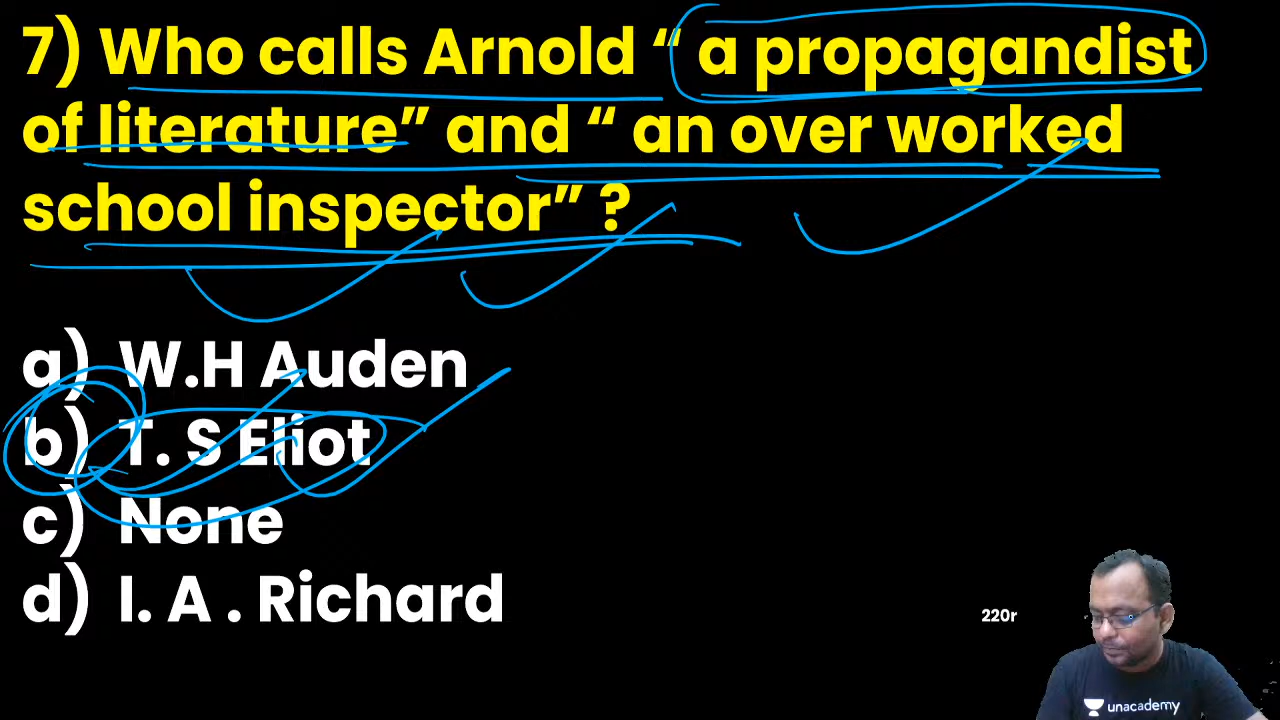 7) Who calls Arnold “ a propagandist
of literature” and “ an over worked
school inspector” ?
a) W.H Auden
b) T. S Eliot
c) None
d) I. A . Richard
220r
unacademy